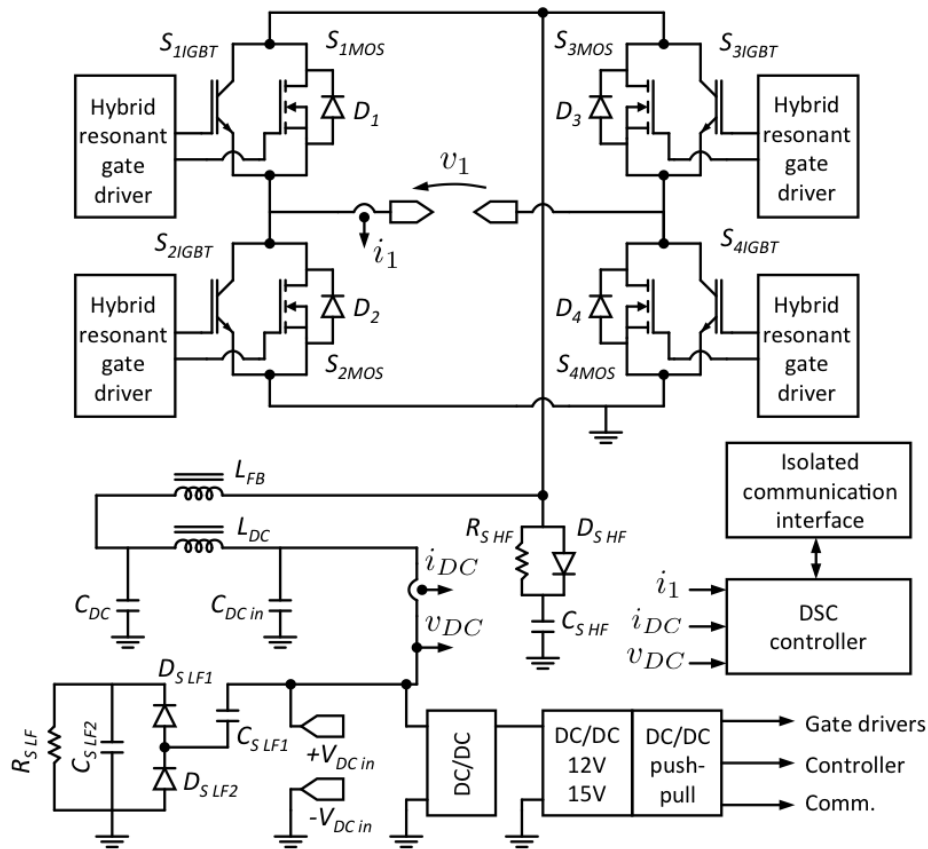 S1IGBT
S1MOS
S3MOS
S3IGBT
Hybrid
resonant
gate
driver
D1
D3
Hybrid
resonant
gate
driver
v1
i1
S2IGBT
S4IGBT
Hybrid
resonant
gate
driver
D2
D4
Hybrid
resonant
gate
driver
S2MOS
S4MOS
LFB
LDC
CDC
CDC in
iDC
vDC
RS HF
DS HF
CS HF
Isolated
communication
interface
i1
iDC
vDC
DSC
controller
DS LF1
RS LF
CS LF2
DS LF2
CS LF1
+VDC in
-VDC in
DC/DC
DC/DC
12V
15V
DC/DC
push-
pull
Gate drivers
Controller
Comm.